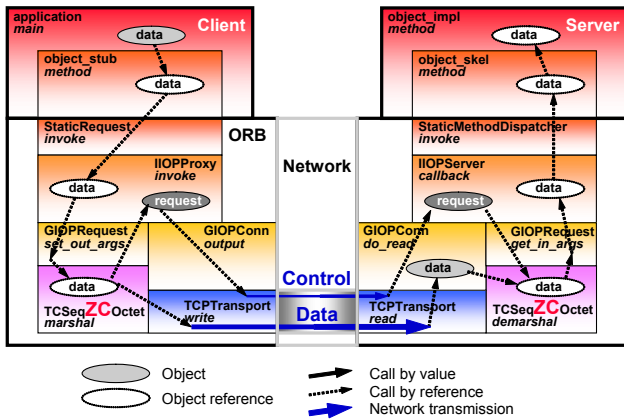 application
main
Client
data
object_stub
method
data
StaticRequest
invoke
ORB
IIOPProxy
invoke
data
request
GIOPRequest
set_out_args
GIOPConn
output
data
TCSeqZCOctet
marshal
TCPTransport
write
Network
Control
Data
object_impl
method
Server
data
object_skel
method
data
StaticMethodDispatcher
invoke
IIOPServer
callback
data
request
GIOPConn
do_read
GIOPRequest
get_in_args
data
data
TCPTransport
read
TCSeqZCOctet
demarshal
Object
Object reference
Call by value
Call by reference
Network transmission